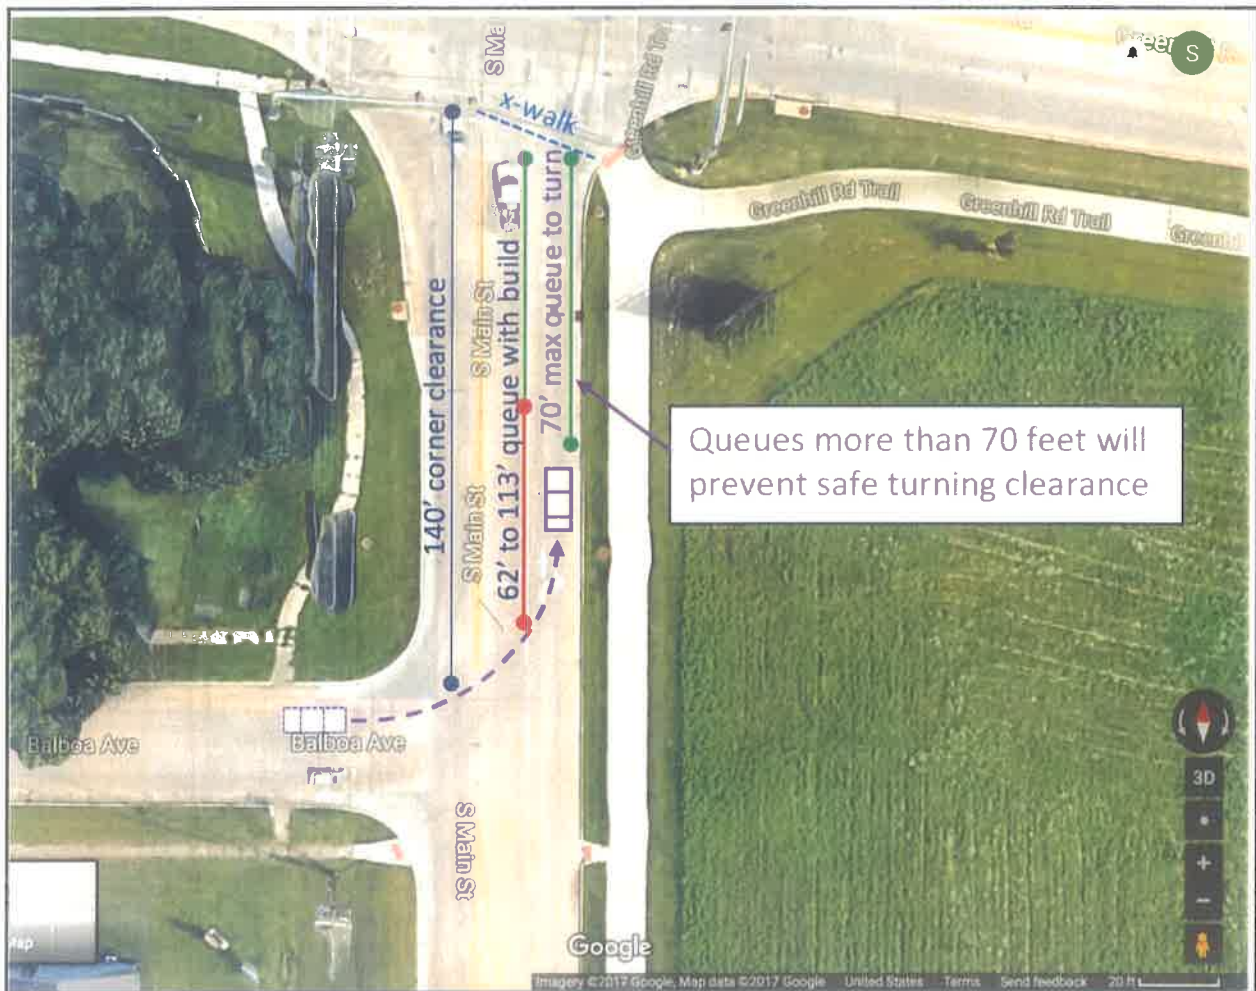 S Ma
S
x-walk
Greenhill Rd Tr
Greenhill Rd Trail
Greenhill Rd Trail
Greenhil
140' corner clearance
S Main St
S Main St
62' to 113' queue with build
70' max queue to turn
Queues more than 70 feet will
prevent safe turning clearance
Balboa Ave
Balboa Ave
S Main St
3D
Map
Google
Imagery ©2017 Google, Map data ©2017 Google United States Terms Send feedback 20 ft